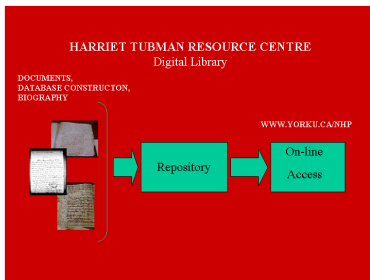 HARRIET TUBMAN RESOURCE CENTRE
Digital Library
DOCUMENTS,
DATABASE CONSTRUCTON,
BIOGRAPHY
WWW.YORKU.CA/NHP
Repository
On-line
Access